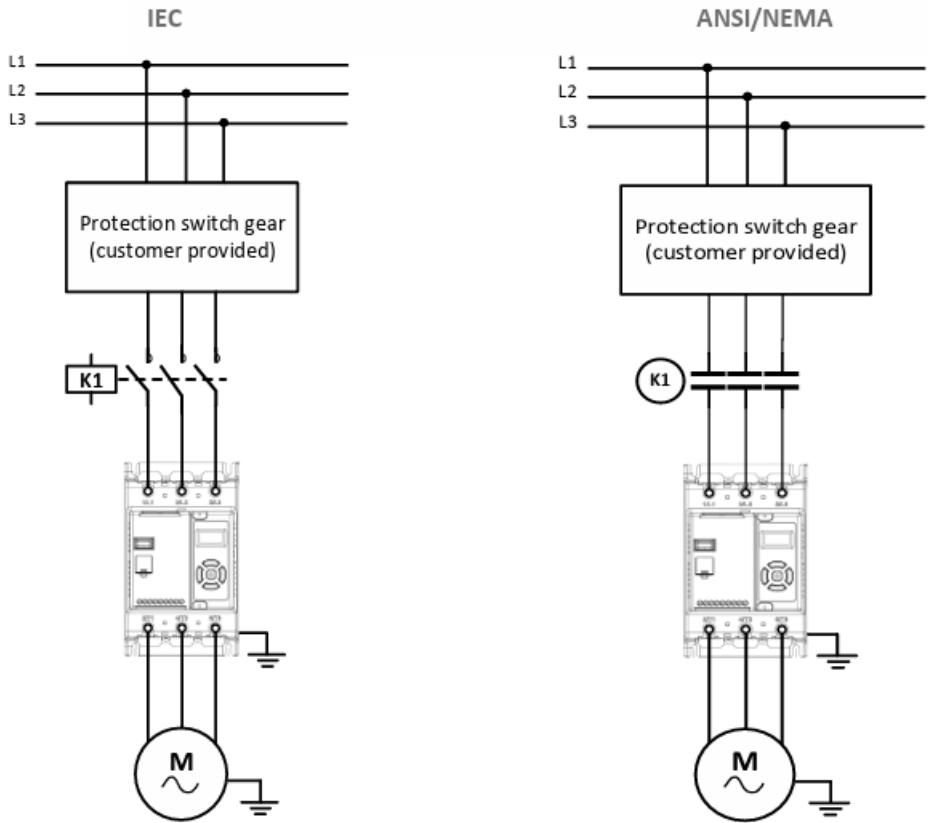 IEC
L1
L2
L3
Protection switch gear
(customer provided)
K1
M
ANSI/NEMA
L1
L2
L3
Protection switch gear
(customer provided)
K1
M